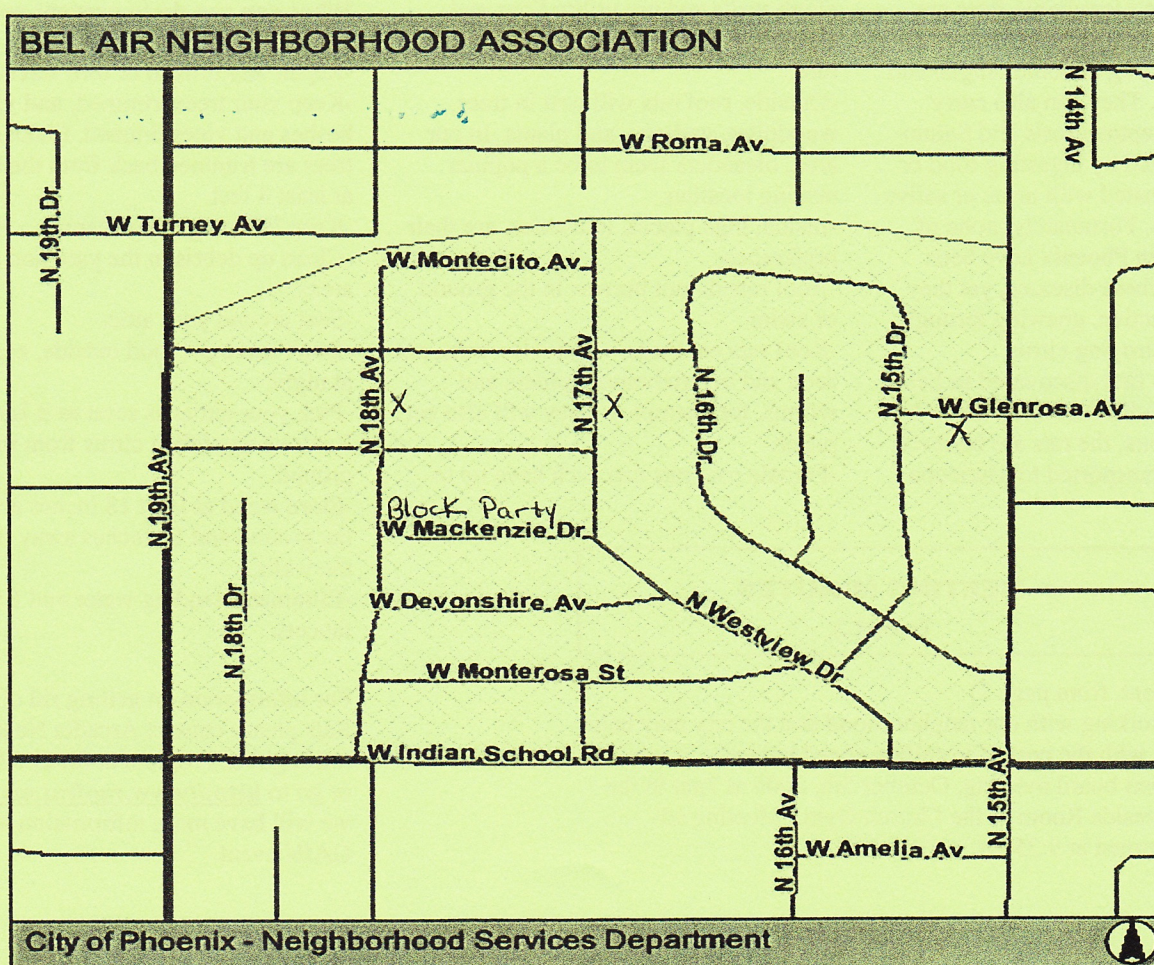 BEL AIR NEIGHBORHOOD ASSOCIATION
N 14th Av
W Roma Av
N 19th Dr
W Turney Av
W Montecito Av
N 18th Av
X
N 17th Av
X
N 16th Dr
N 15th Dr
W Glenrosa Av
X
N 19th Av
Block Party
W Mackenzie Dr
N 18th Dr
W Devonshire Av
N Westview Dr
W Monterosa St
W Indian School Rd
N 16th Av
N 15th Av
W Amelia Av
City of Phoenix - Neighborhood Services Department